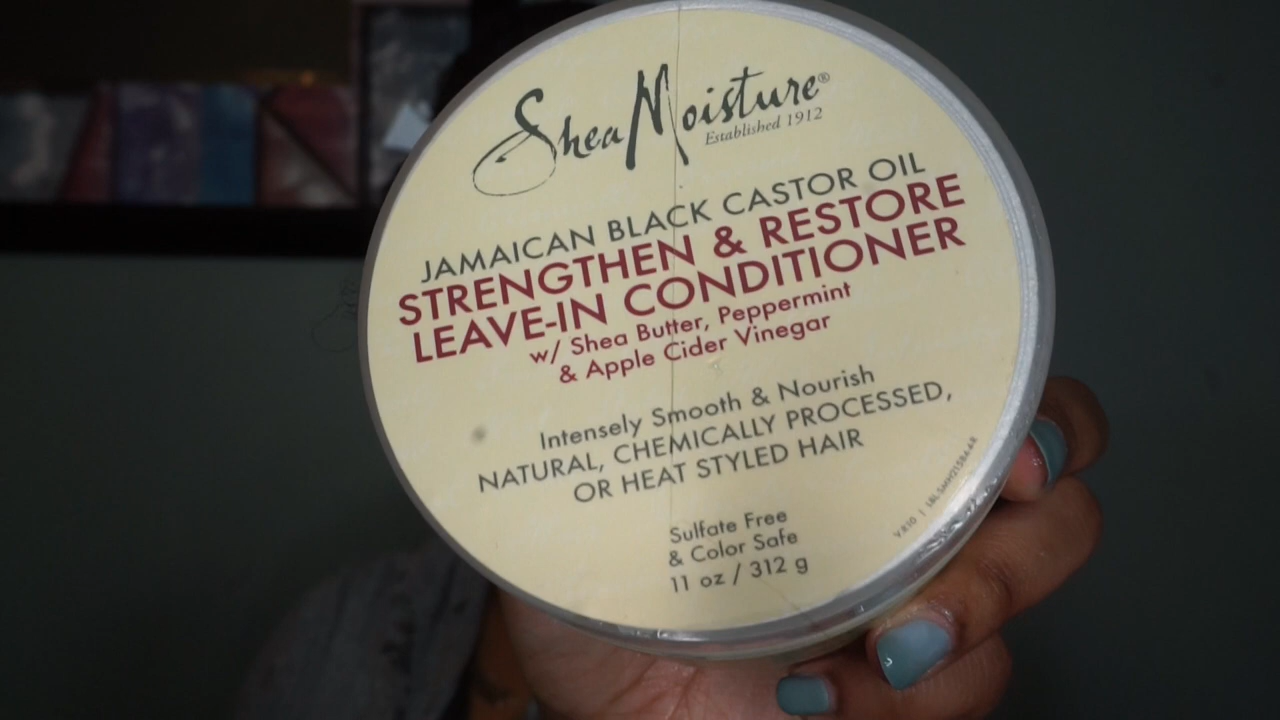 SheaMoisture®
Established 1912
JAMAICAN BLACK CASTOR OIL
STRENGTHEN & RESTORE
LEAVE-IN CONDITIONER
w/ Shea Butter, Peppermint
& Apple Cider Vinegar
Intensely Smooth & Nourish
NATURAL, CHEMICALLY PROCESSED,
OR HEAT STYLED HAIR
Sulfate Free
& Color Safe
11 oz / 312 g